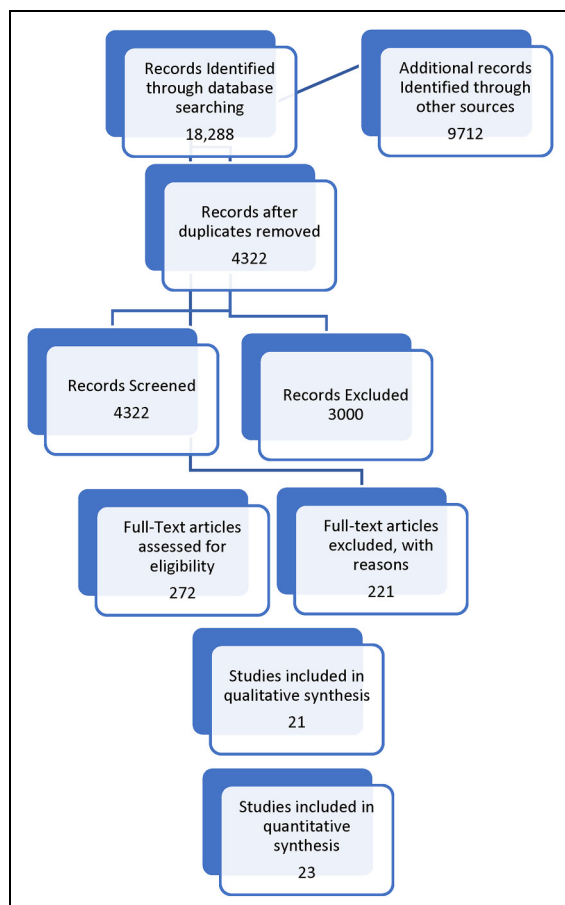 Records Identified
through database
searching
18,288
Additional records
Identified through
other sources
9712
Records after
duplicates removed
4322
Records Screened
4322
Records Excluded
3000
Full-Text articles
assessed for
eligibility
272
Full-text articles
excluded, with
reasons
221
Studies included in
qualitative synthesis
21
Studies included in
quantitative
synthesis
23